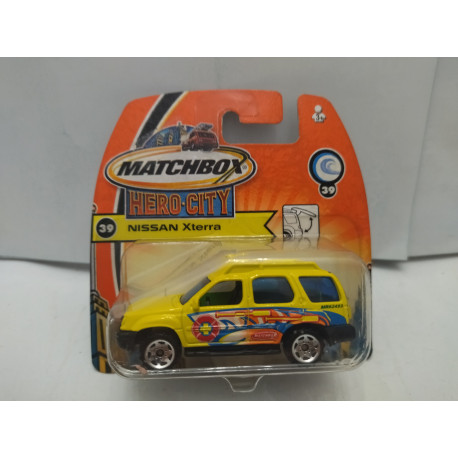 MATCHBOX
HERO-CITY
39
39
NISSAN Xterra